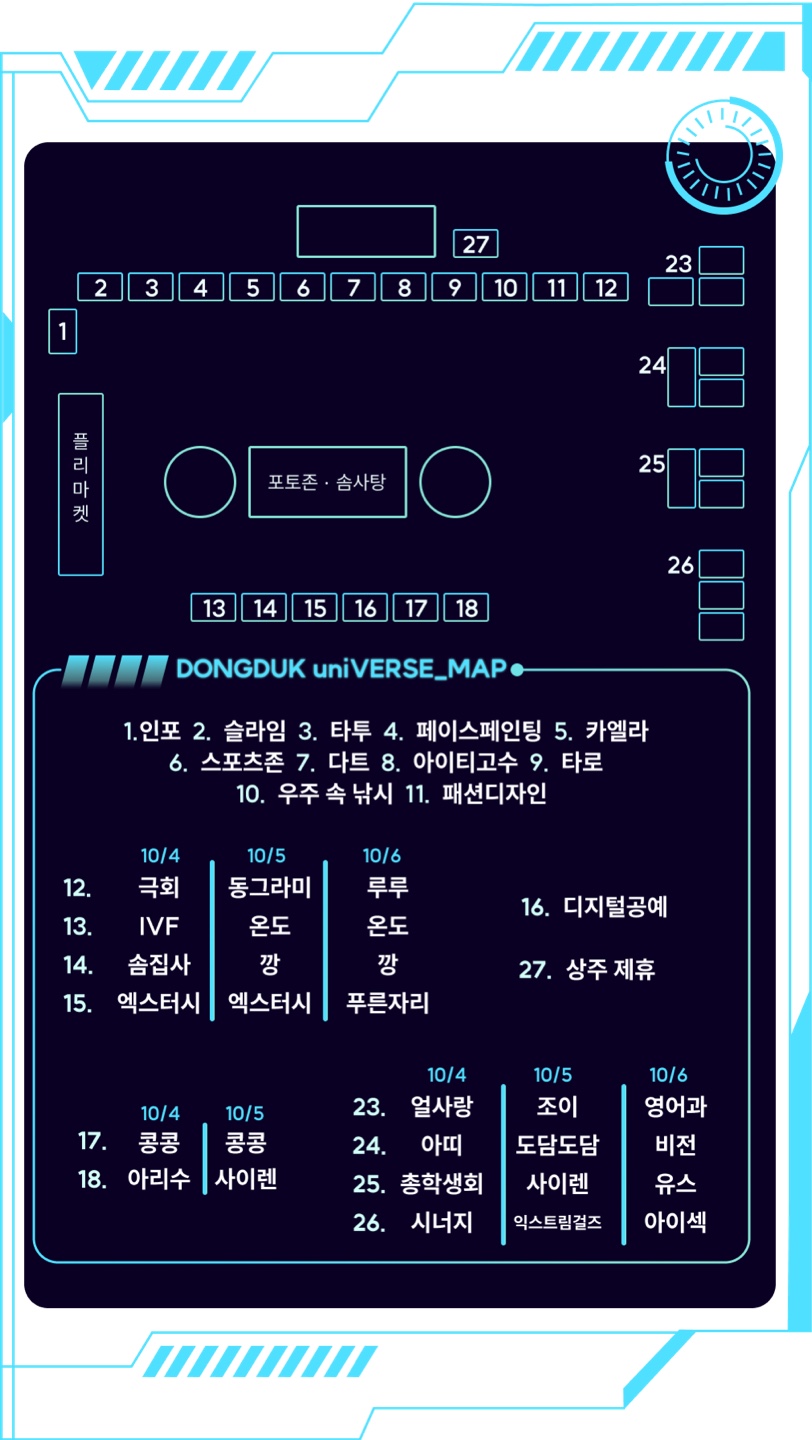 27
23
2 3 4 5 6 7 8 9 10 11 12
1
24
플리마켓
포토존 · 솜사탕
25
26
13 14 15 16 17 18
DONGDUK uniVERSE_MAP
1.인포 2. 슬라임 3. 타투 4. 페이스페인팅 5. 카엘라
6. 스포츠존 7. 다트 8. 아이티고수 9. 타로
10. 우주 속 낚시 11. 패션디자인
10/4 10/5 10/6
12. 극회 동그라미 루루
13. IVF 온도 온도
14. 솜집사 깡 깡
15. 엑스터시 엑스터시 푸른자리
16. 디지털공예
27. 상주 제휴
10/4 10/5
17. 콩콩 콩콩
18. 아리수 사이렌
10/4 10/5 10/6
23. 얼사랑 조이 영어과
24. 아띠 도담도담 비전
25. 총학생회 사이렌 유스
26. 시너지 익스트림걸즈 아이섹